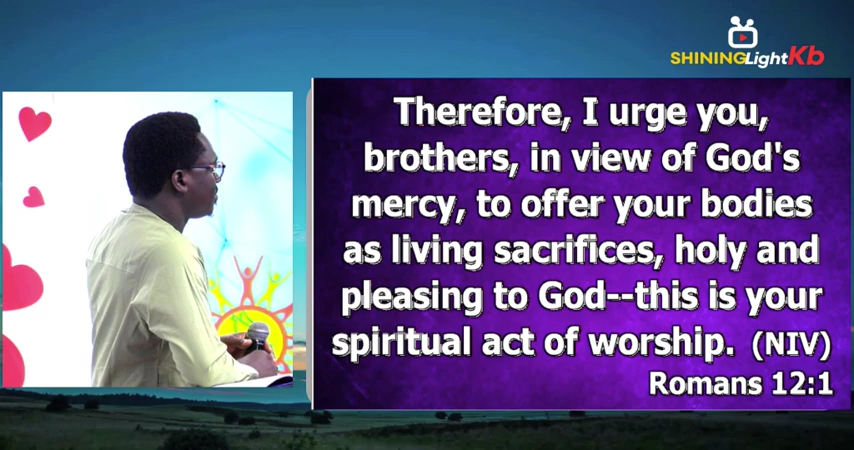 SHININGLightKb
Therefore, I urge you,
brothers, in view of God's
mercy, to offer your bodies
as living sacrifices, holy and
pleasing to God--this is your
spiritual act of worship. (NIV)
Romans 12:1